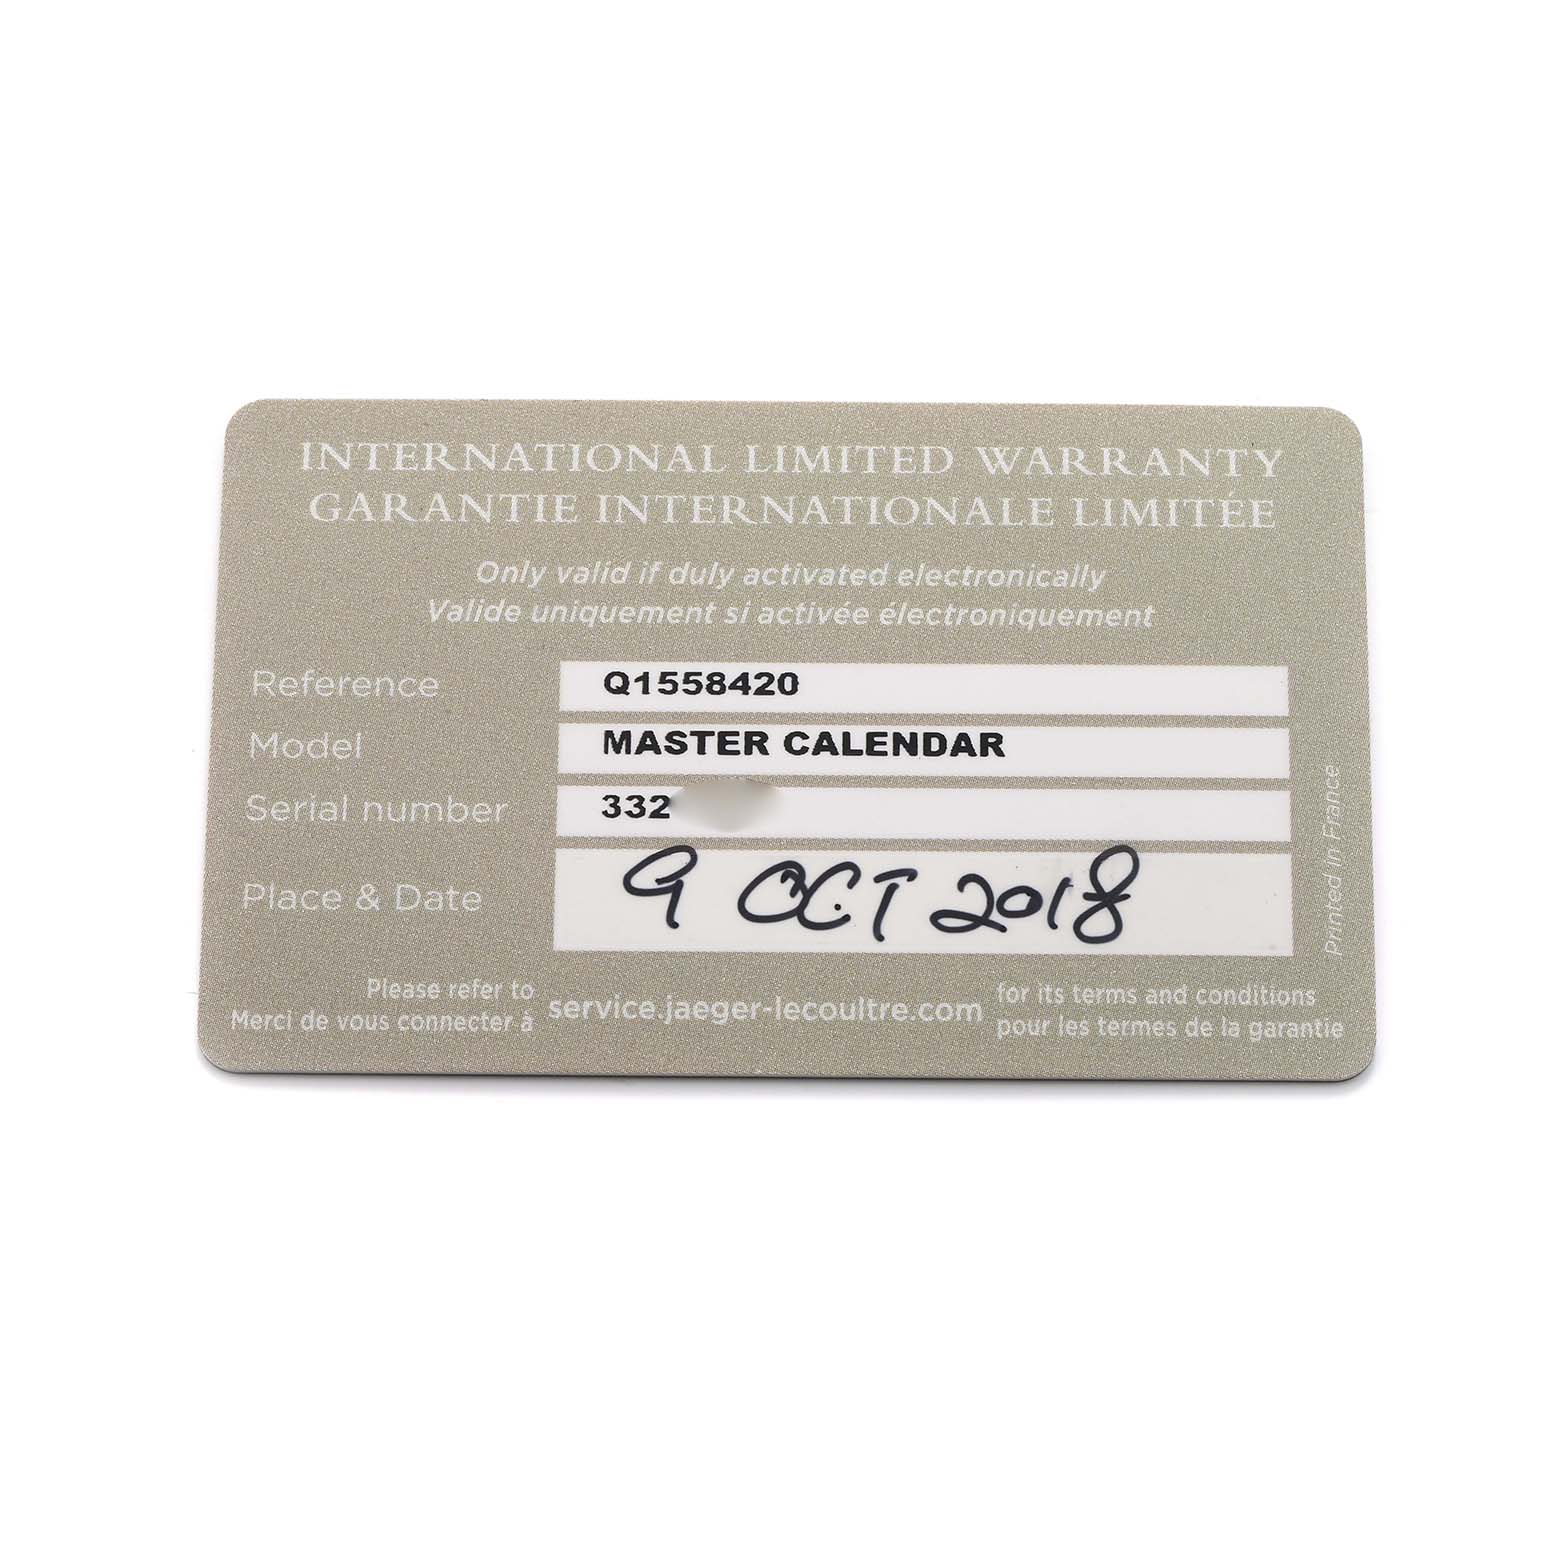 INTERNATIONAL LIMITED WARRANTY
GARANTIE INTERNATIONALE LIMITÉE
Only valid if duly activated electronically
Valide uniquement si activée électroniquement
Reference Q1558420
Model MASTER CALENDAR
Serial number 332
Place & Date 9 OCT 2018
Please refer to
Merci de vous connecter à
service.jaeger-lecoultre.com
for its terms and conditions
pour les termes de la garantie
Printed in France